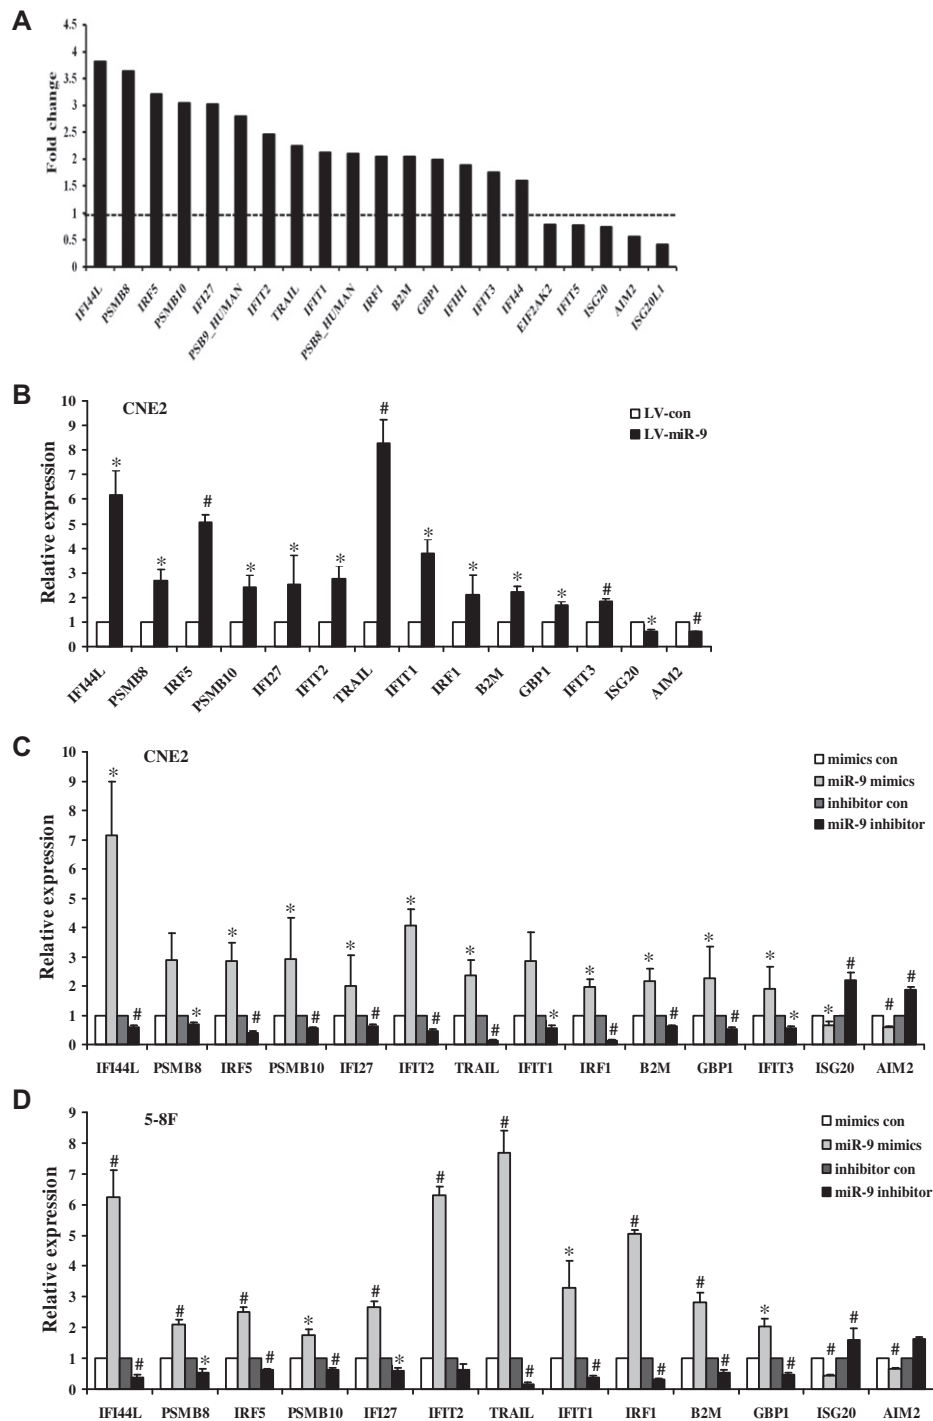 A
Fold change
4.5
4
3.5
3
2.5
2
1.5
1
0.5
0
IFI44L PSMB8 IRF5 PSMB10 IFI27 PSB9_HUMAN IFIT2 TRAIL IFIT1 PSB8_HUMAN IRF1 B2M GBP1 IFIH1 IFIT3 IFI44 EIF2AK2 IFIT5 ISG20 AIM2 ISG20L1
B
CNE2
LV-con
LV-miR-9
Relative expression
10
9
8
7
6
5
4
3
2
1
0
* * # * * * # * * * * # * #
IFI44L PSMB8 IRF5 PSMB10 IFI27 IFIT2 TRAIL IFIT1 IRF1 B2M GBP1 IFIT3 ISG20 AIM2
C
CNE2
mimics con
miR-9 mimics
inhibitor con
miR-9 inhibitor
Relative expression
10
9
8
7
6
5
4
3
2
1
0
* # * * # * # * # * # * # * * # * # * # * * * # # #
IFI44L PSMB8 IRF5 PSMB10 IFI27 IFIT2 TRAIL IFIT1 IRF1 B2M GBP1 IFIT3 ISG20 AIM2
D
5-8F
mimics con
miR-9 mimics
inhibitor con
miR-9 inhibitor
Relative expression
9
8
7
6
5
4
3
2
1
0
# # # * # # * # # * # # # * # # # # # * # # # #
IFI44L PSMB8 IRF5 PSMB10 IFI27 IFIT2 TRAIL IFIT1 IRF1 B2M GBP1 ISG20 AIM2